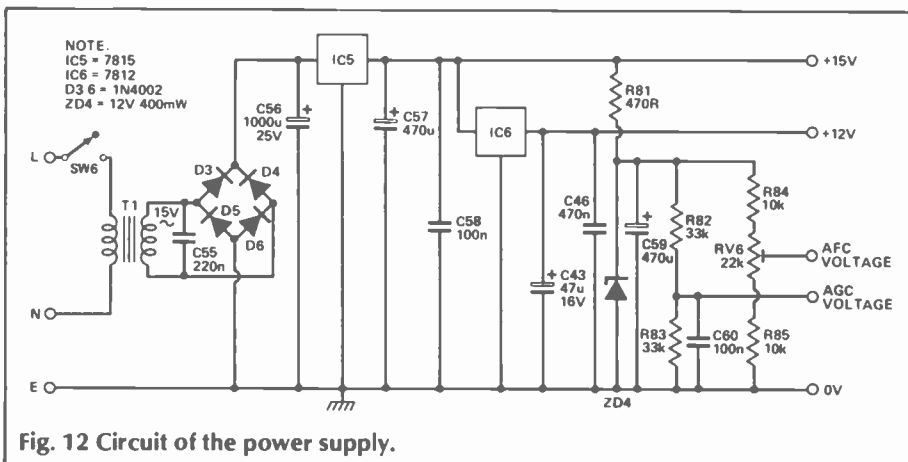 NOTE.
IC5 = 7815
IC6 = 7812
D3 6 = 1N4002
ZD4 = 12V 400mW
L
SW6
T1
15V
~
C55
220n
N
E
D3
D4
D5
D6
C56
1000u
25V
+
IC5
+
C57
470u
C58
100n
IC6
+
C43
47u
16V
C46
470n
R81
470R
+
C59
470u
ZD4
R82
33k
R83
33k
C60
100n
R84
10k
RV6
22k
R85
10k
+15V
+12V
AFC
VOLTAGE
AGC
VOLTAGE
0V
Fig. 12 Circuit of the power supply.